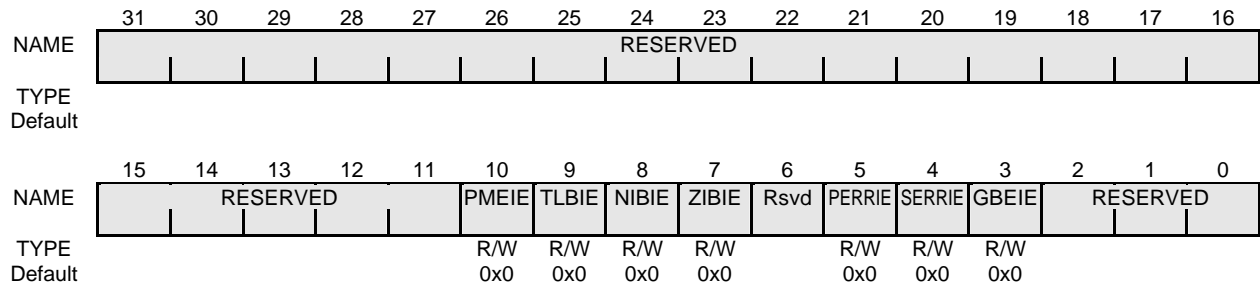 31 30 29 28 27 26 25 24 23 22 21 20 19 18 17 16
NAME RESERVED
TYPE
Default
15 14 13 12 11 10 9 8 7 6 5 4 3 2 1 0
NAME RESERVED PMEIE TLBIE NIBIE ZIBIE Rsvd PERRIE SERRIE GBEIE RESERVED
TYPE R/W R/W R/W R/W R/W R/W R/W
Default 0x0 0x0 0x0 0x0 0x0 0x0 0x0